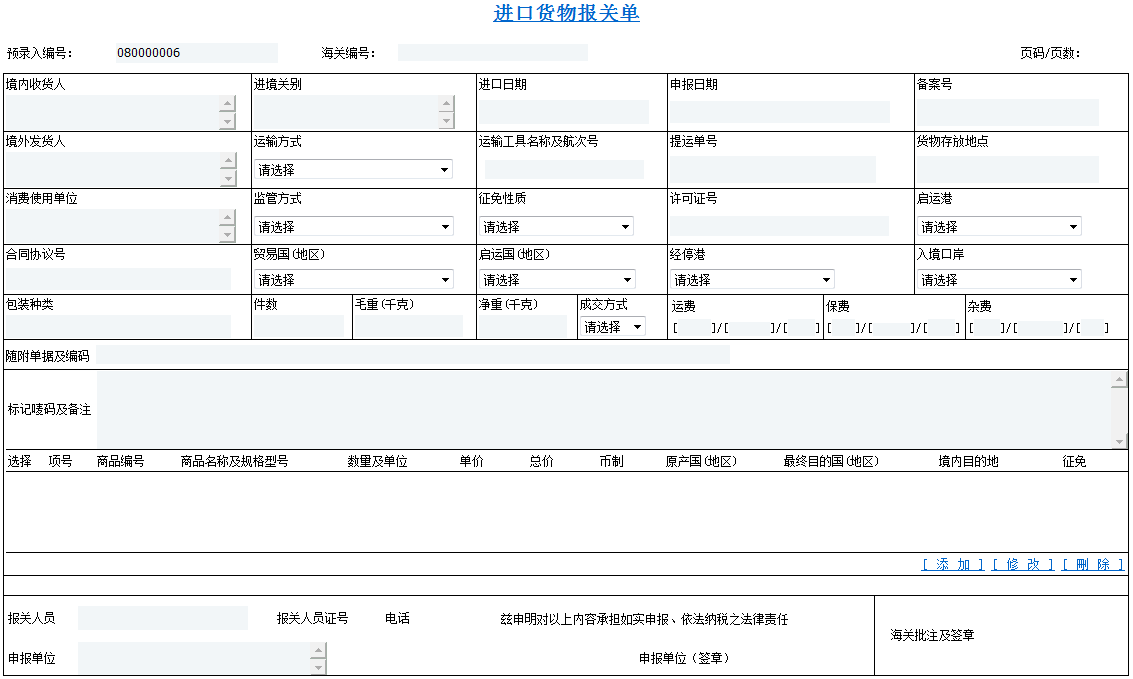 进口货物报关单
预录入编号: 080000006 海关编号: 页码/页数:
境内收货人 进境关别 进口日期 申报日期 备案号
境外发货人 运输方式 运输工具名称及航次号 提运单号 货物存放地点
请选择
消费使用单位 监管方式 征免性质 许可证号 启运港
请选择 请选择 请选择
合同协议号 贸易国(地区) 启运国(地区) 经停港 入境口岸
请选择 请选择 请选择 请选择
包装种类 件数 毛重(千克) 净重(千克) 成交方式 运费 保费 杂费
请选择 [ ]/[ ]/[ ] [ ]/[ ]/[ ] [ ]/[ ]/[ ]
随附单据及编码
标记唛码及备注
选择 项号 商品编号 商品名称及规格型号 数量及单位 单价 总价 币制 原产国(地区) 最终目的国(地区) 境内目的地 征免
[ 添 加 ] [ 修 改 ] [ 删 除 ]
报关人员 报关人员证号 电话 兹申明对以上内容承担如实申报、依法纳税之法律责任
海关批注及签章
申报单位 申报单位（签章）